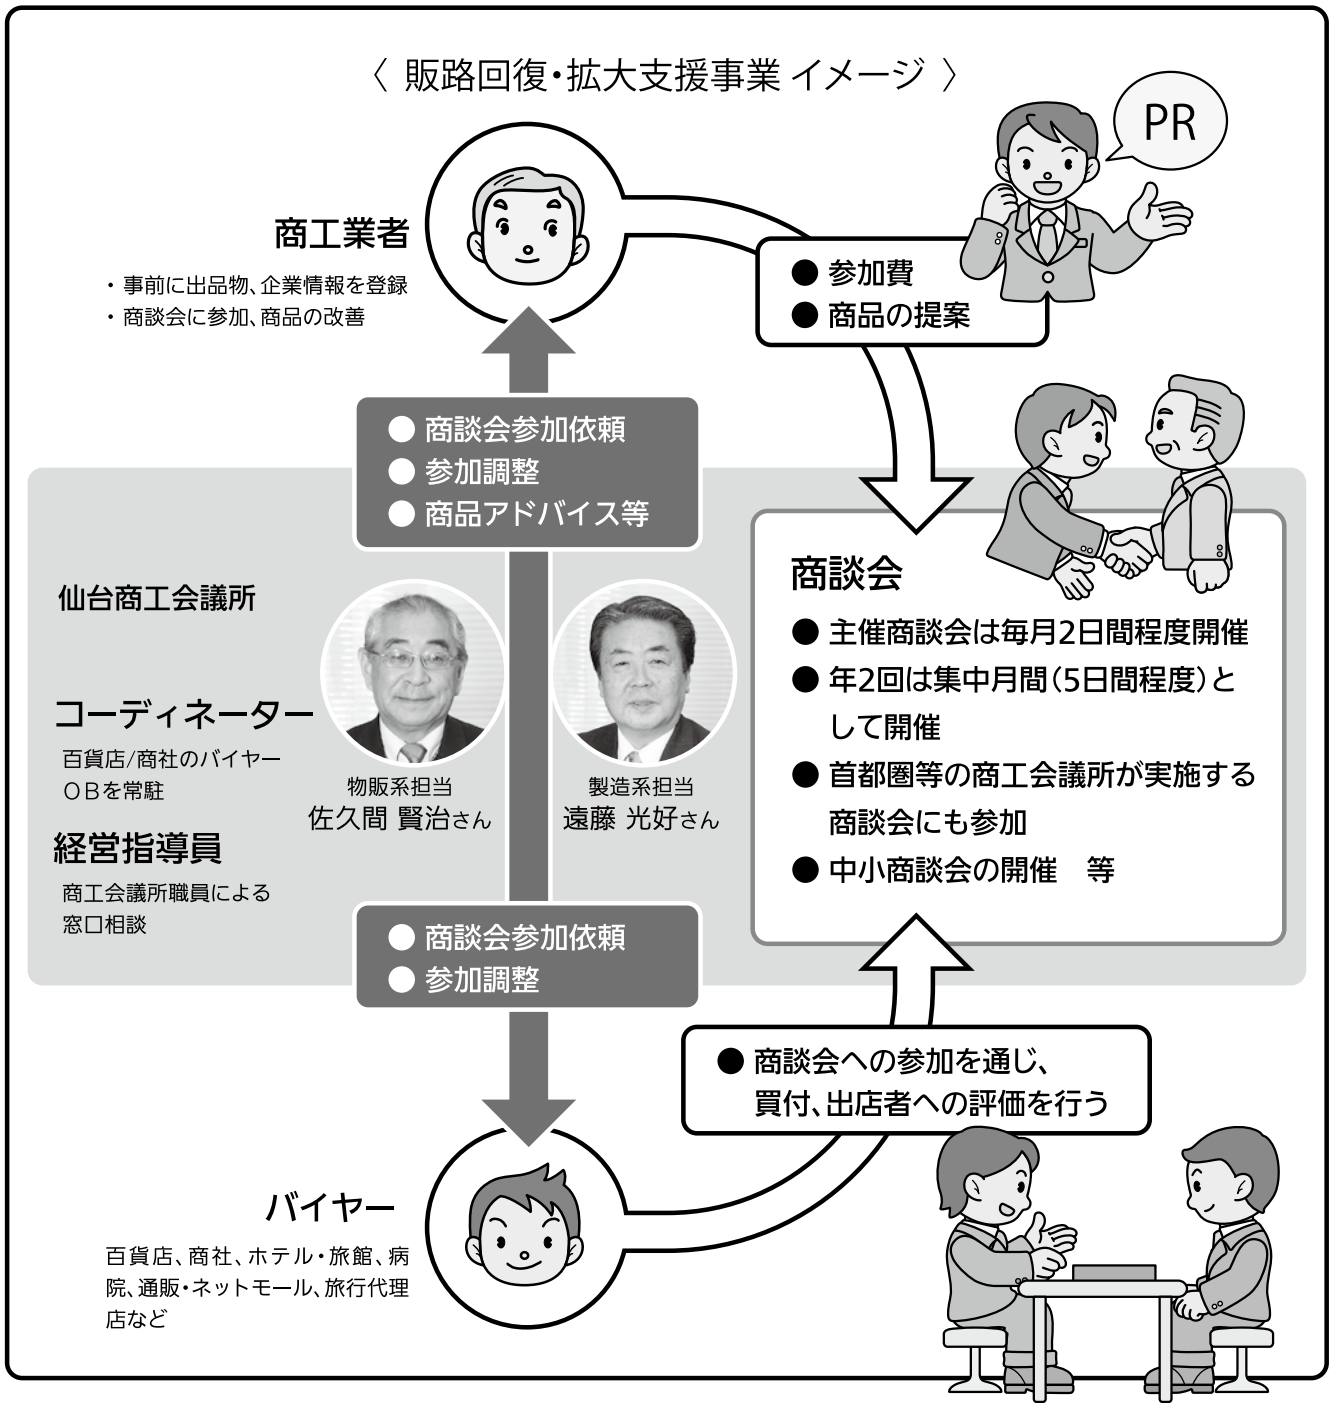 〈 販路回復・拡大支援事業 イメージ 〉
PR
商工業者
・ 事前に出品物、企業情報を登録
・ 商談会に参加、商品の改善
● 参加費
● 商品の提案
● 商談会参加依頼
● 参加調整
● 商品アドバイス等
仙台商工会議所
コーディネーター
百貨店/商社のバイヤー
ＯＢを常駐
経営指導員
商工会議所職員による
窓口相談
物販系担当
佐久間 賢治さん
製造系担当
遠藤 光好さん
商談会
● 主催商談会は毎月2日間程度開催
● 年2回は集中月間（5日間程度）と
して開催
● 首都圏等の商工会議所が実施する
商談会にも参加
● 中小商談会の開催　等
● 商談会参加依頼
● 参加調整
● 商談会への参加を通じ、
買付、出店者への評価を行う
バイヤー
百貨店、商社、ホテル・旅館、病
院、通販・ネットモール、旅行代理
店など